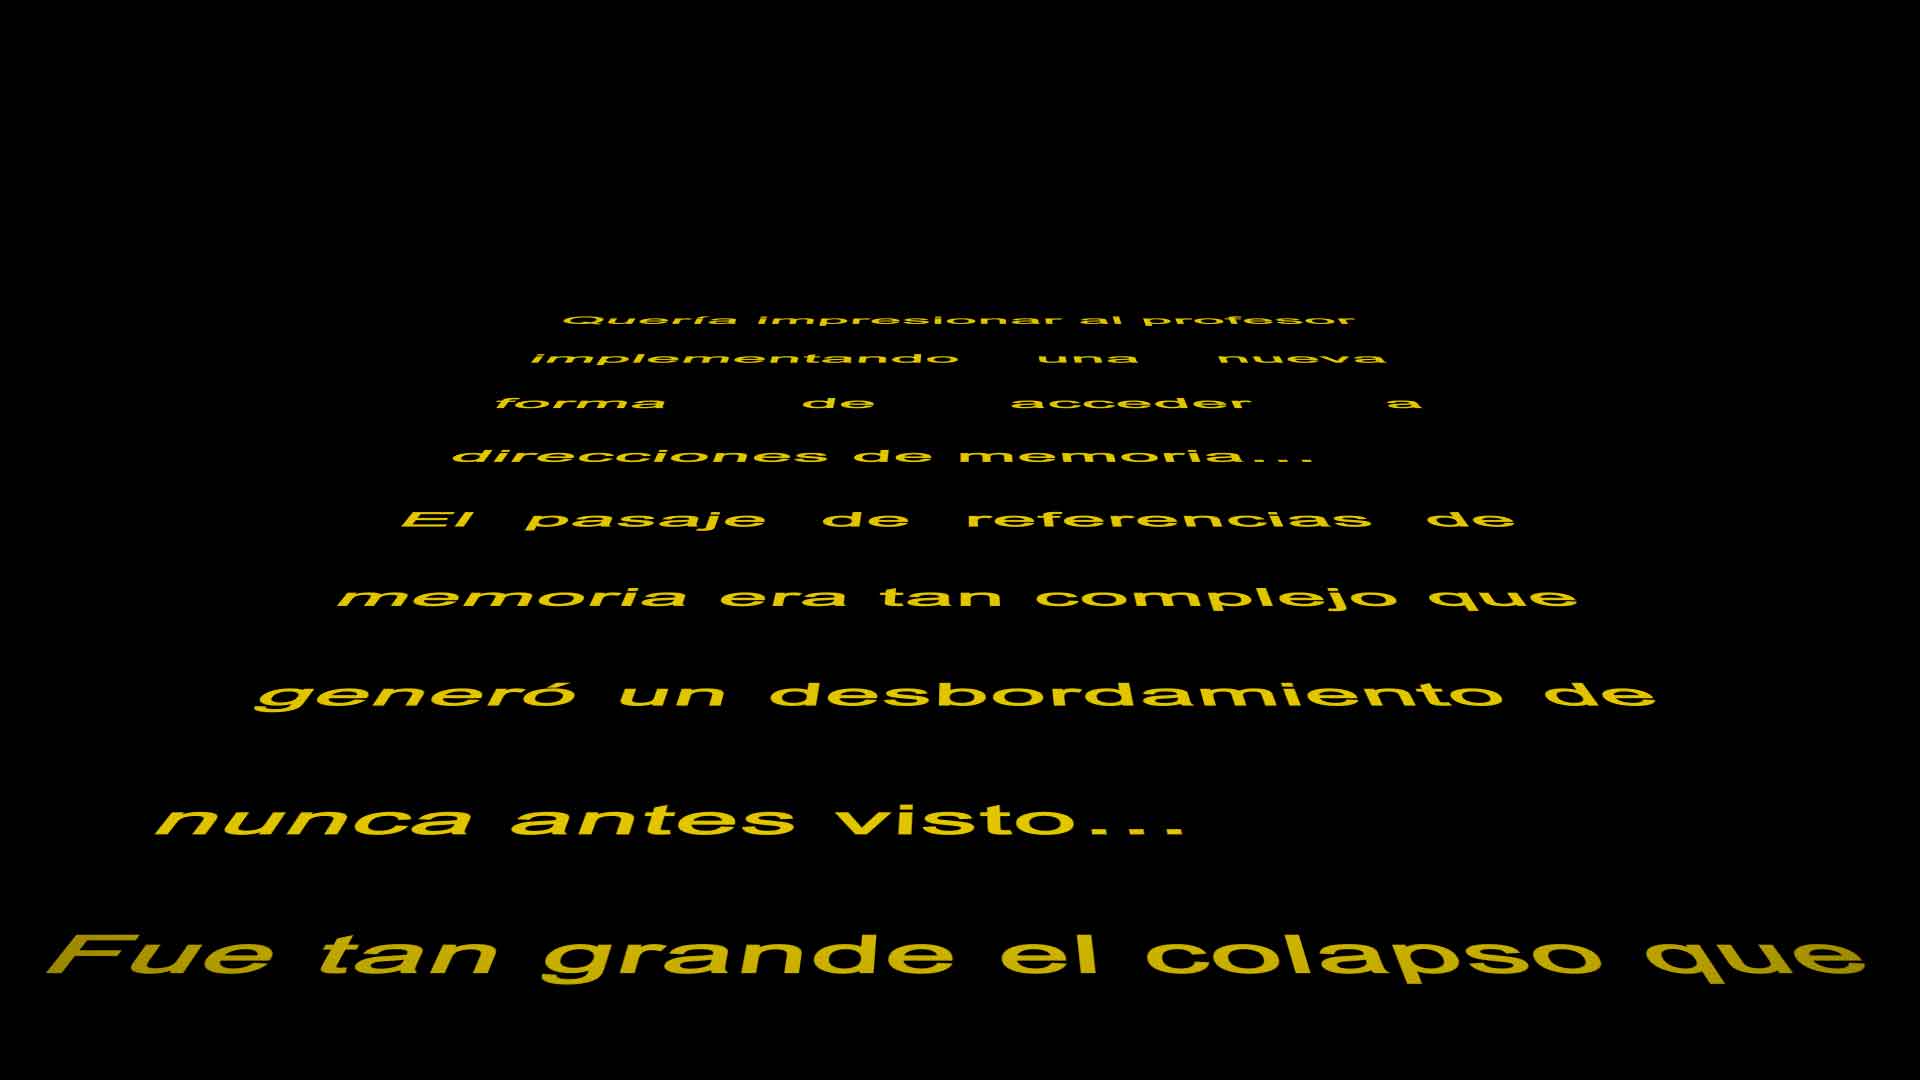 Quería impresionar al profesor
implementando una nueva
forma de acceder a
direcciones de memoria...
El pasaje de referencias de
memoria era tan complejo que
generó un desbordamiento de
nunca antes visto...
Fue tan grande el colapso que